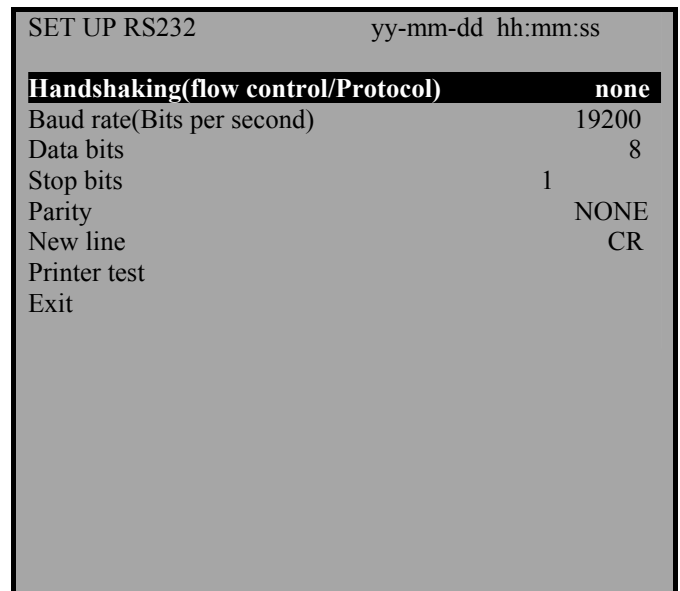 SET UP RS232 yy-mm-dd hh:mm:ss
Handshaking(flow control/Protocol) none
Baud rate(Bits per second) 19200
Data bits 8
Stop bits 1
Parity NONE
New line CR
Printer test
Exit